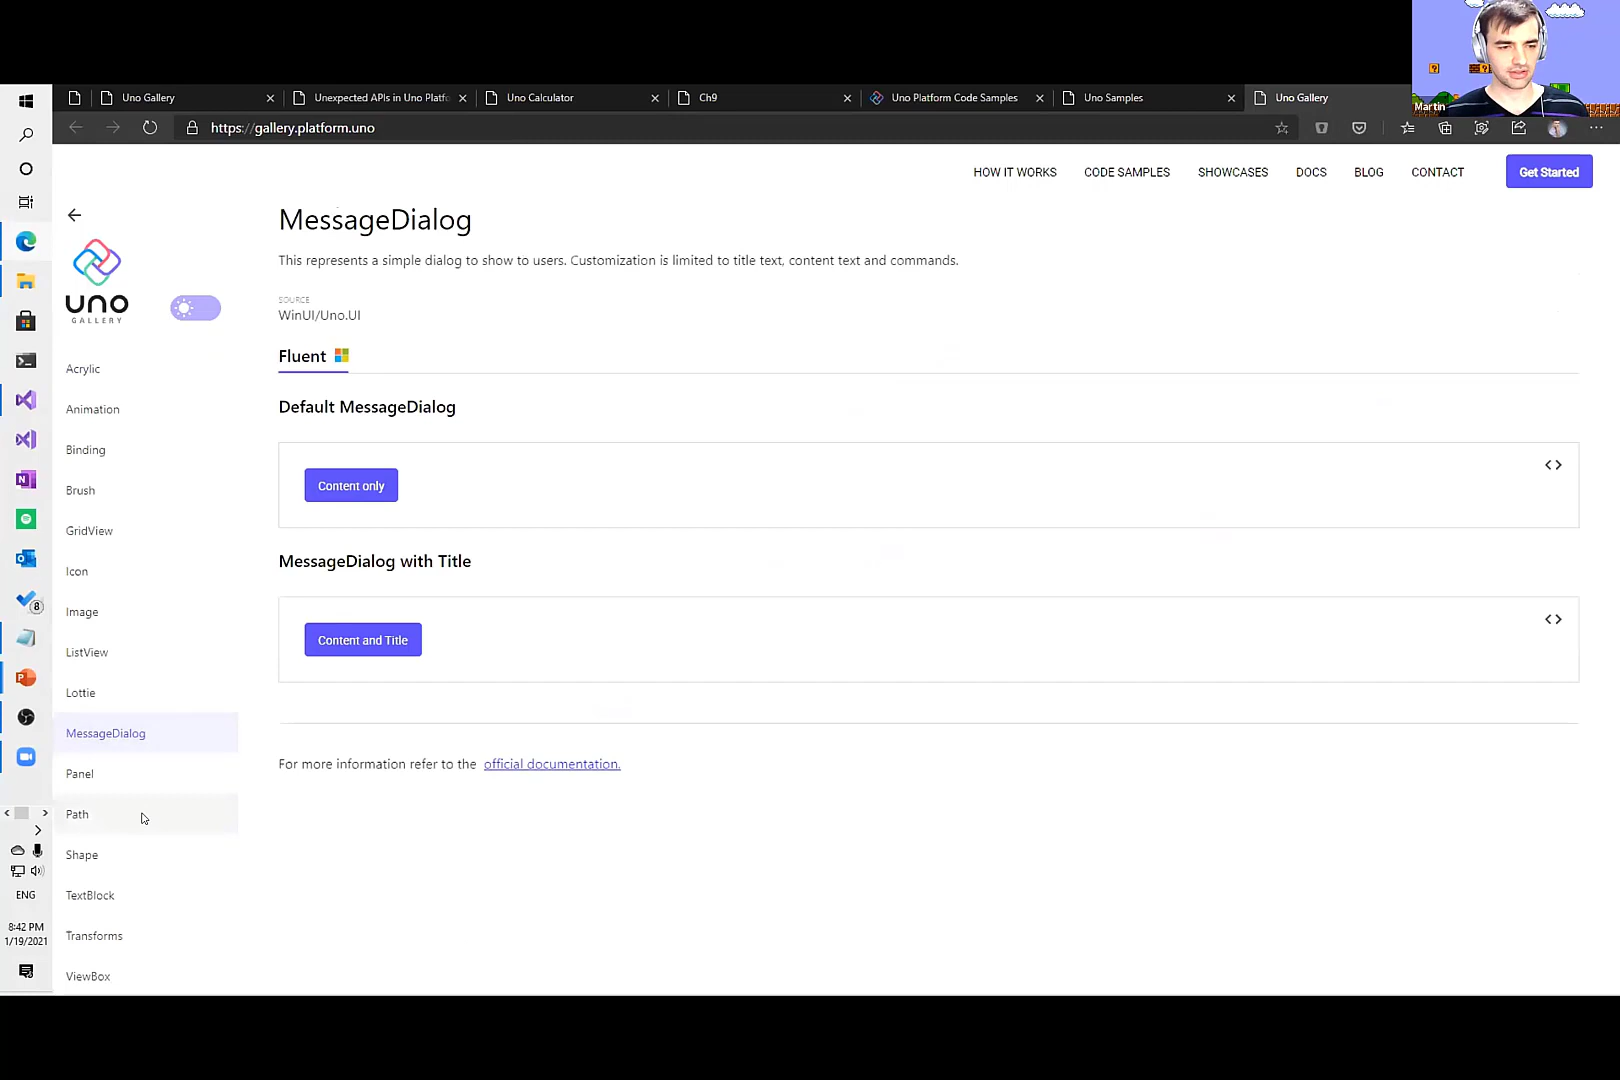 Martin
Uno Gallery
Unexpected APIs in Uno Platfo
Uno Calculator
Ch9
Uno Platform Code Samples
Uno Samples
Uno Gallery
https://gallery.platform.uno
HOW IT WORKS
CODE SAMPLES
SHOWCASES
DOCS
BLOG
CONTACT
Get Started
uno
GALLERY
Acrylic
Animation
Binding
Brush
GridView
Icon
Image
ListView
Lottie
MessageDialog
Panel
Path
Shape
TextBlock
Transforms
ViewBox
MessageDialog
This represents a simple dialog to show to users. Customization is limited to title text, content text and commands.
SOURCE
WinUI/Uno.UI
Fluent
Default MessageDialog
Content only
MessageDialog with Title
Content and Title
For more information refer to the official documentation.
8
ENG
8:42 PM
1/19/2021